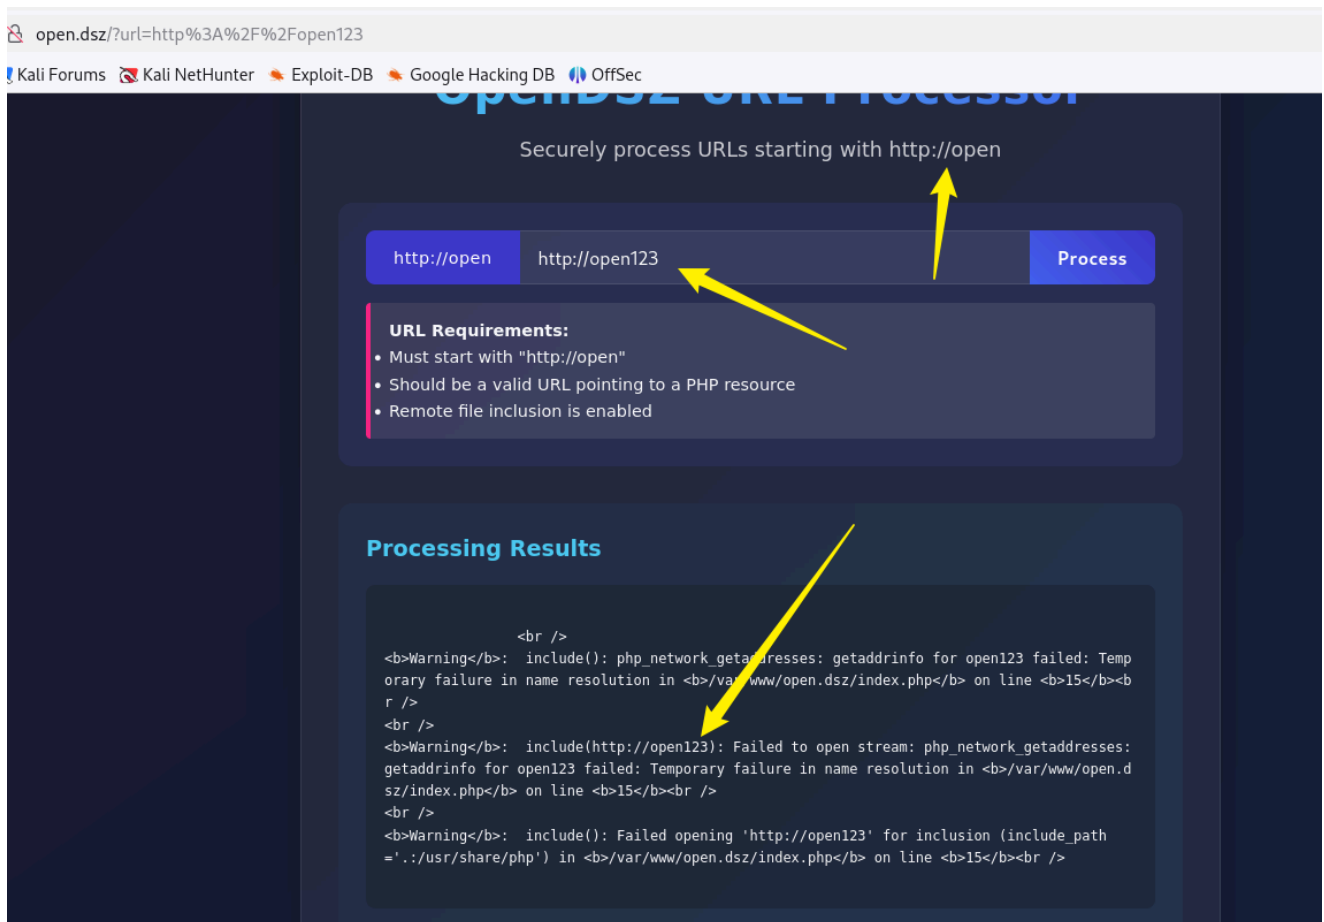 open.dsz/?url=http%3A%2F%2Fopen123
Kali Forums Kali NetHunter Exploit-DB Google Hacking DB OffSec
OpenDSZ URL Processor
Securely process URLs starting with http://open
http://open http://open123 Process
URL Requirements:
• Must start with "http://open"
• Should be a valid URL pointing to a PHP resource
• Remote file inclusion is enabled
Processing Results
<br />
<b>Warning</b>:  include(): php_network_getaddresses: getaddrinfo for open123 failed: Temp
orary failure in name resolution in <b>/var/www/open.dsz/index.php</b> on line <b>15</b><b
r />
<br />
<b>Warning</b>:  include(http://open123): Failed to open stream: php_network_getaddresses:
getaddrinfo for open123 failed: Temporary failure in name resolution in <b>/var/www/open.d
sz/index.php</b> on line <b>15</b><br />
<br />
<b>Warning</b>:  include(): Failed opening 'http://open123' for inclusion (include_path
='.:/usr/share/php') in <b>/var/www/open.dsz/index.php</b> on line <b>15</b><br />